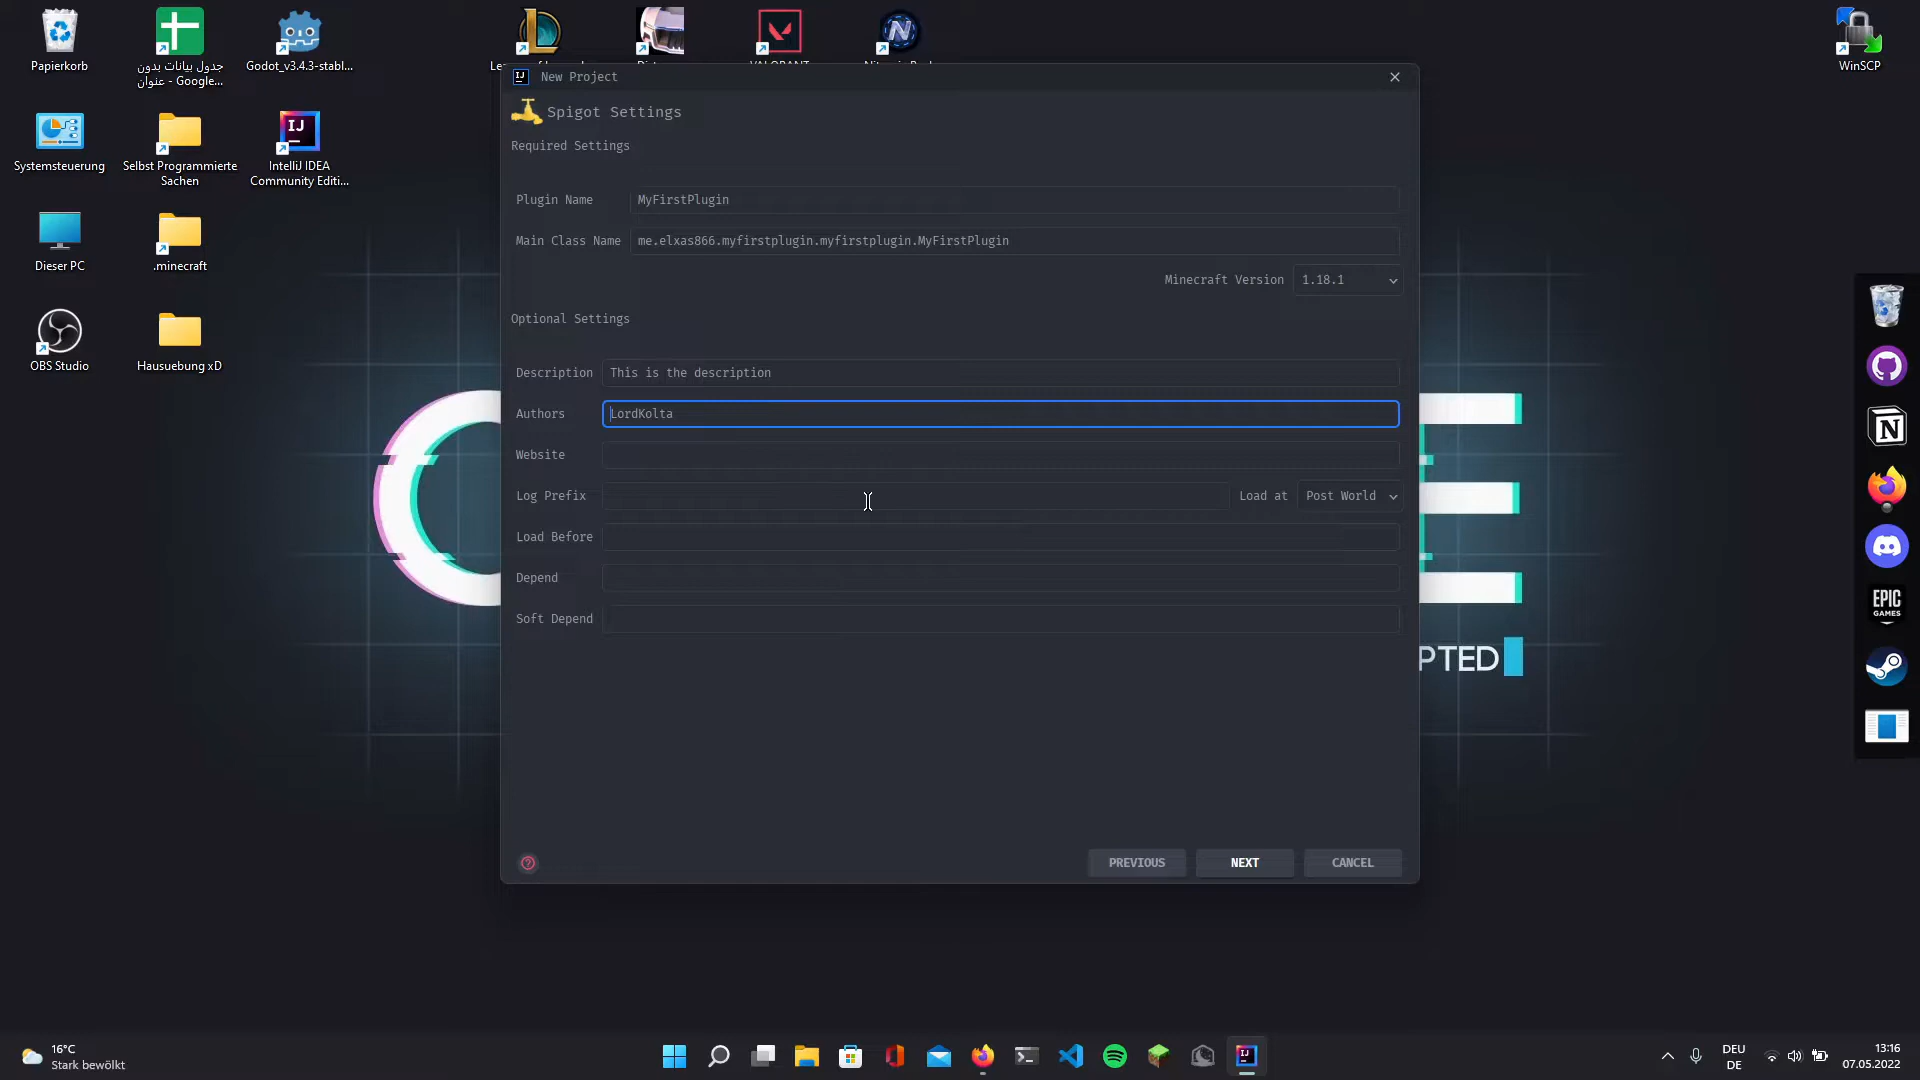 Papierkorb
جدول بيانات بدون
عنوان - Google...
Godot_v3.4.3-stabl...
VALORANT
WinSCP
Systemsteuerung
Selbst Programmierte
Sachen
IntelliJ IDEA
Community Editi...
Dieser PC
.minecraft
OBS Studio
Hausuebung xD
New Project
Spigot Settings
Required Settings
Plugin Name MyFirstPlugin
Main Class Name me.elxas866.myfirstplugin.myfirstplugin.MyFirstPlugin
Minecraft Version 1.18.1
Optional Settings
Description This is the description
Authors LordKolta
Website
Log Prefix Load at Post World
Load Before
Depend
Soft Depend
PREVIOUS NEXT CANCEL
PTED
EPIC
GAMES
16°C
Stark bewölkt
DEU
DE
13:16
07.05.2022